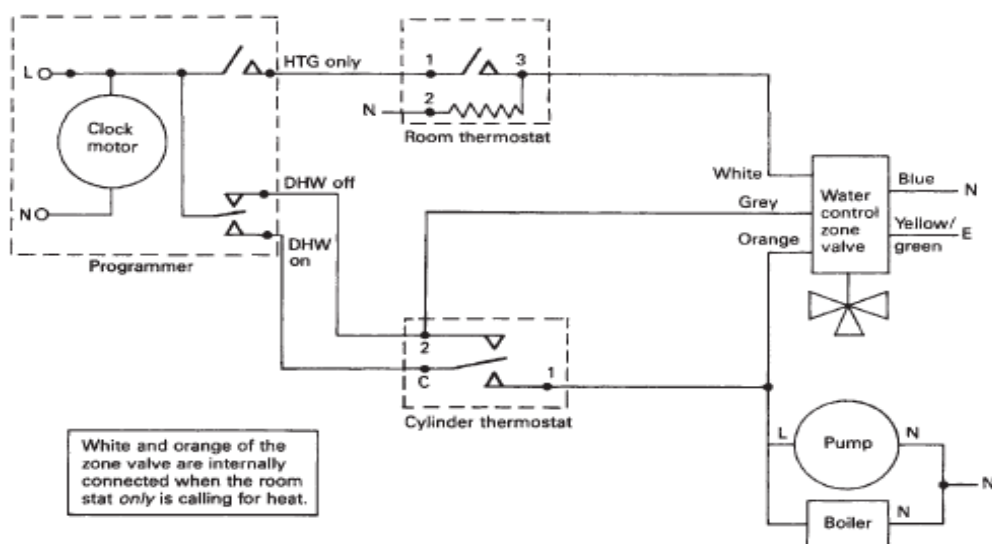 HTG only
1
3
L
2
N
Clock
motor
Room thermostat
DHW off
White
Blue
N
Water
control
zone
valve
Grey
N
Orange
Yellow/
green
E
DHW
on
Programmer
2
C
1
Cylinder thermostat
White and orange of the
zone valve are internally
connected when the room
stat only is calling for heat.
L
Pump
N
N
Boiler
N